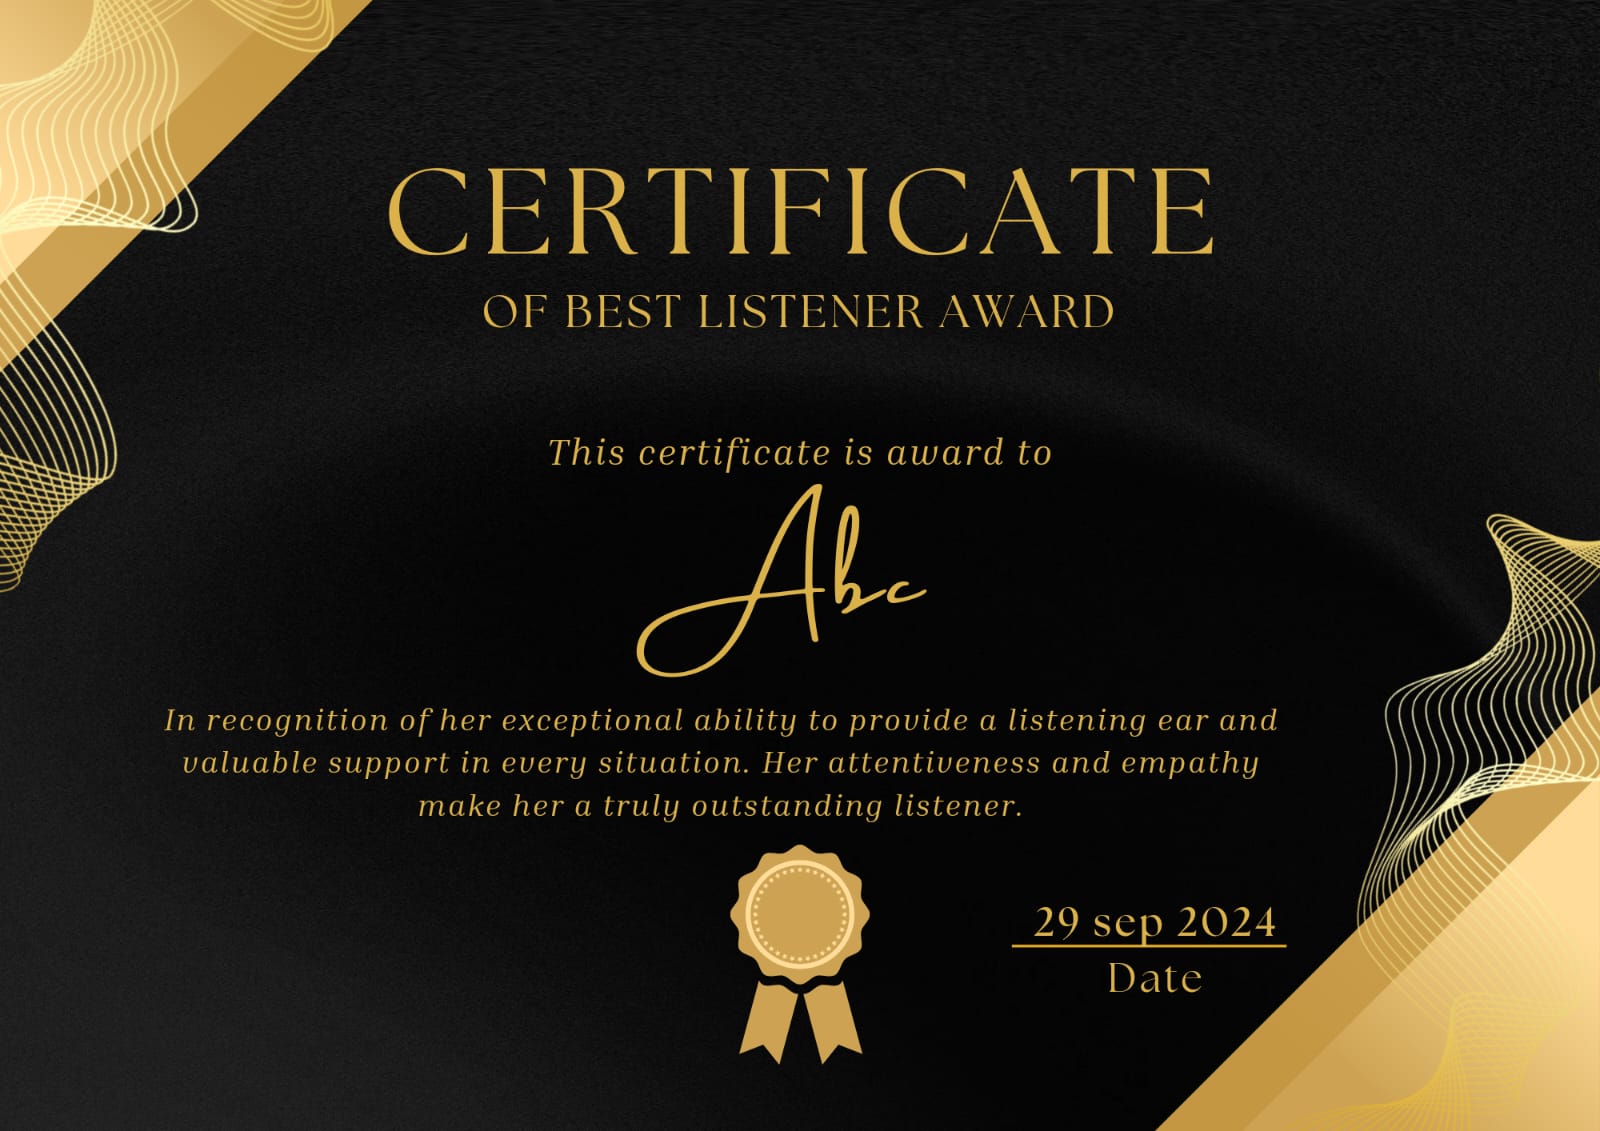 CERTIFICATE
OF BEST LISTENER AWARD
This certificate is award to
Abc
In recognition of her exceptional ability to provide a listening ear and
valuable support in every situation. Her attentiveness and empathy
make her a truly outstanding listener.
29 sep 2024
Date